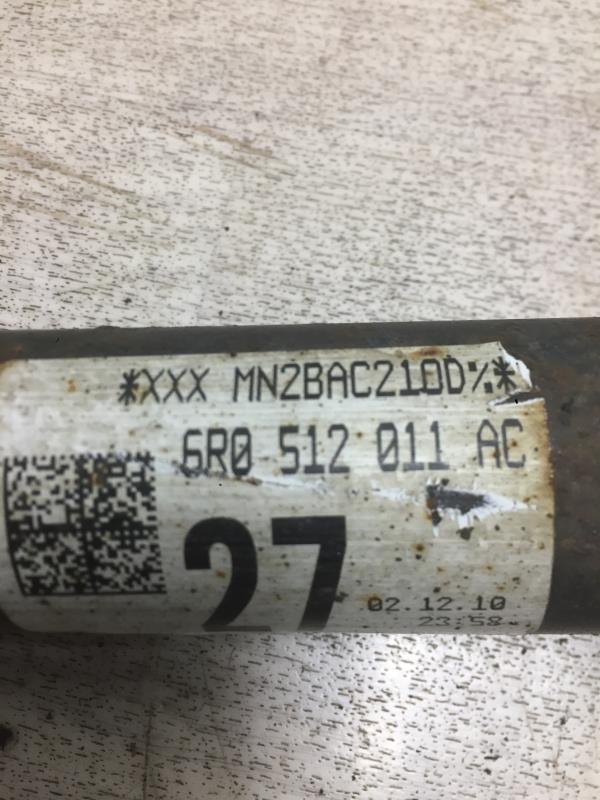 *XXX MN2BAC210D%*
6R0 512 011 AC
27
02.12.10
23:58